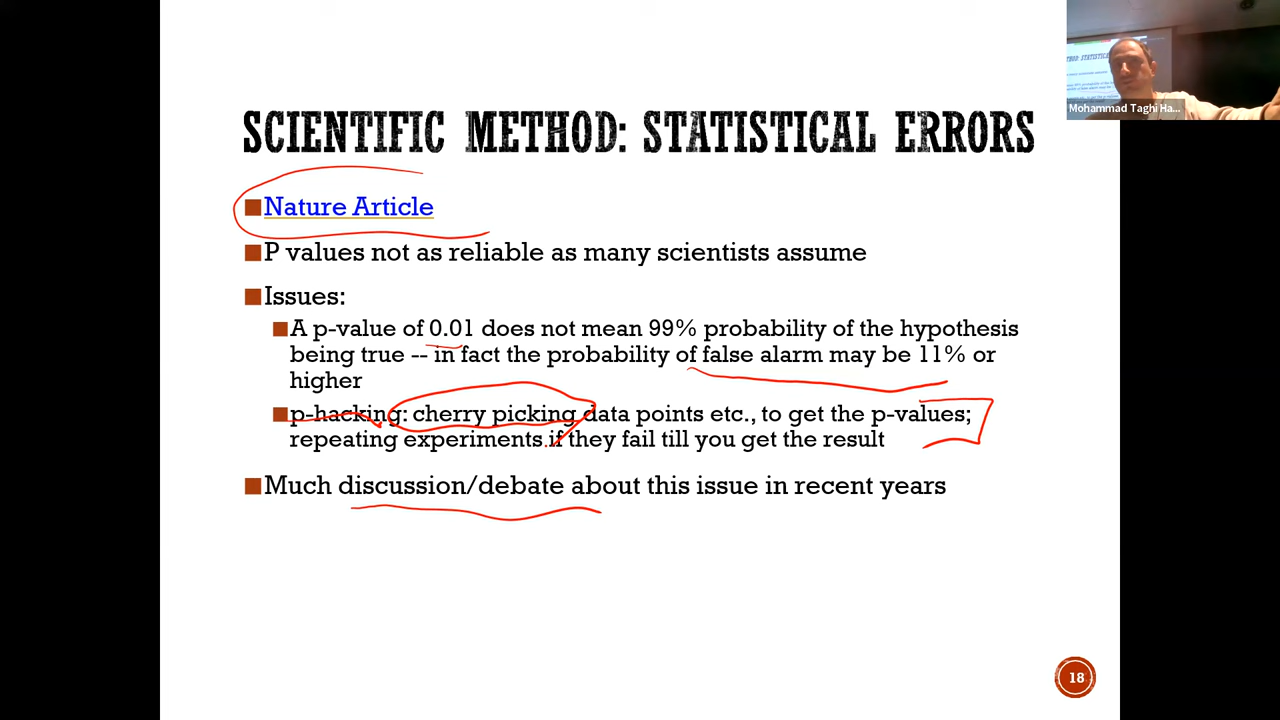 Mohammad Taghi Ha...
SCIENTIFIC METHOD: STATISTICAL ERRORS
Nature Article
P values not as reliable as many scientists assume
Issues:
A p-value of 0.01 does not mean 99% probability of the hypothesis
being true -- in fact the probability of false alarm may be 11% or
higher
p-hacking: cherry picking data points etc., to get the p-values;
repeating experiments if they fail till you get the result
Much discussion/debate about this issue in recent years
18